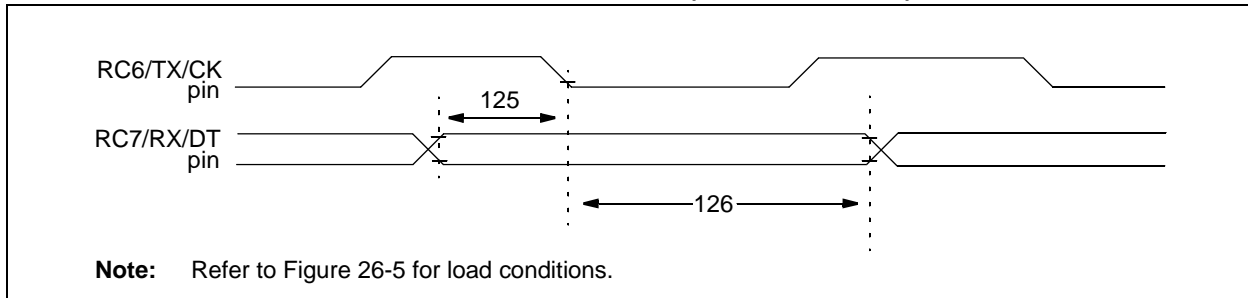 RC6/TX/CK
pin
125
RC7/RX/DT
pin
126
Note: Refer to Figure 26-5 for load conditions.